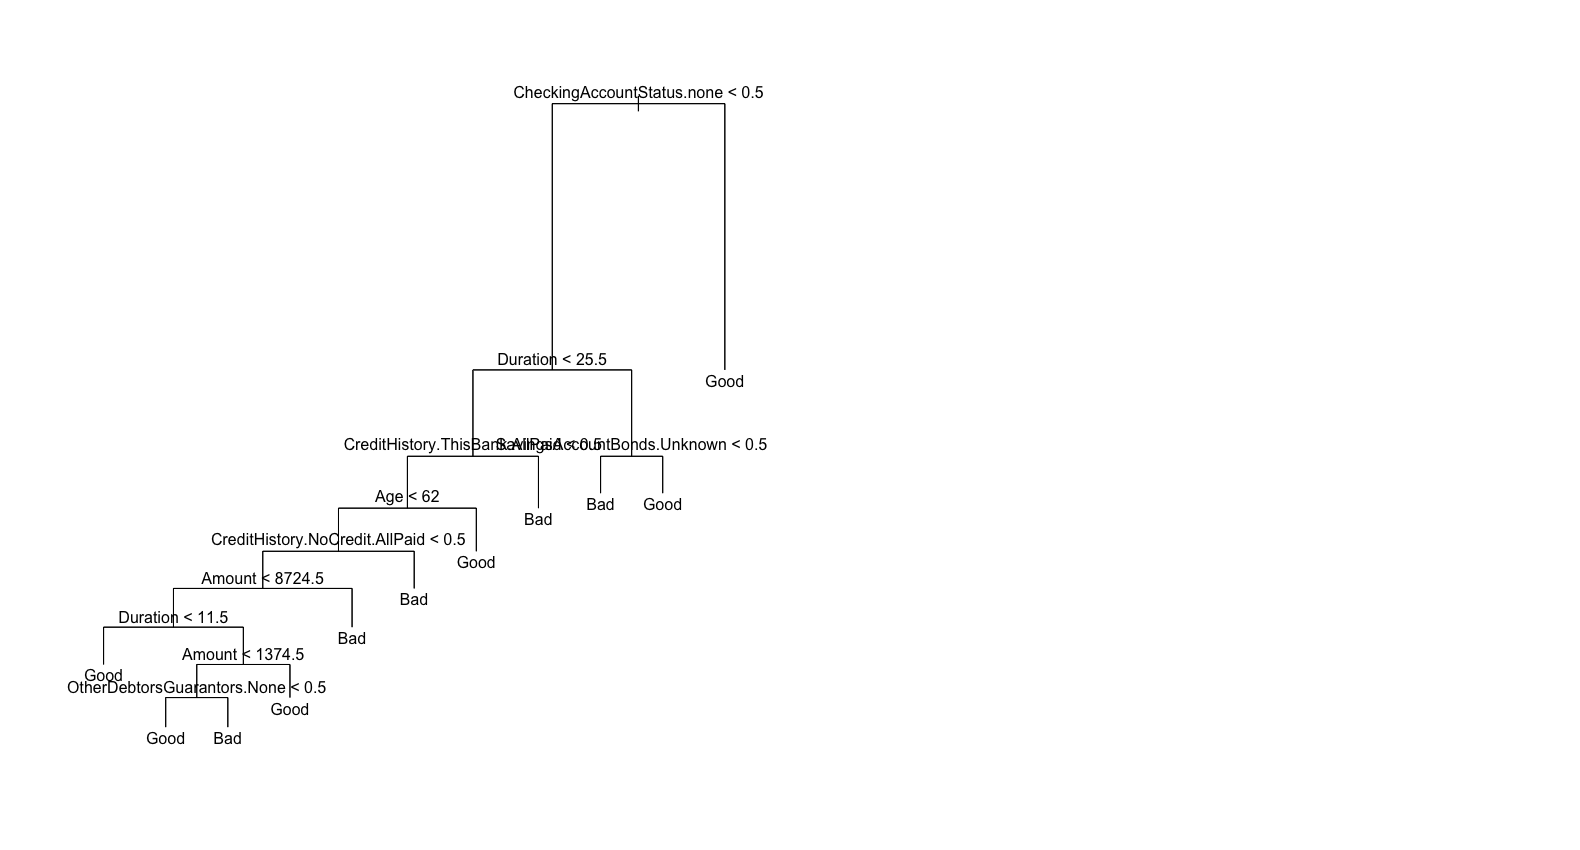 CheckingAccountStatus.none < 0.5
Duration < 25.5
Good
CreditHistory.ThisBank.AllPaid < 0.5
SavingsAccountBonds.Unknown < 0.5
Age < 62
Bad
Good
Bad
CreditHistory.NoCredit.AllPaid < 0.5
Good
Amount < 8724.5
Bad
Duration < 11.5
Bad
Amount < 1374.5
Good
OtherDebtorsGuarantors.None < 0.5
Good
Good
Bad